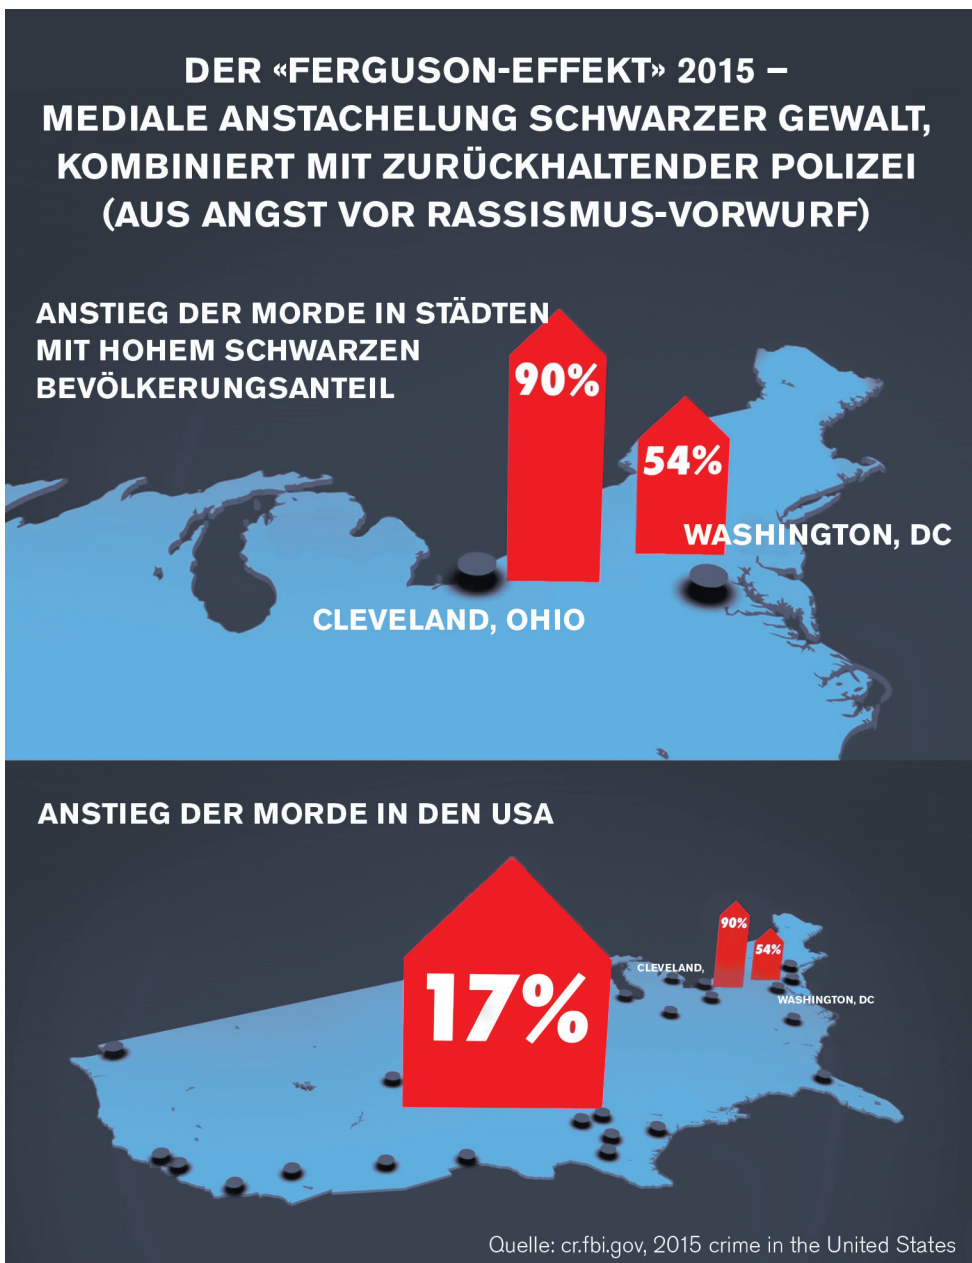 DER «FERGUSON-EFFEKT» 2015 –
MEDIALE ANSTACHELUNG SCHWARZER GEWALT,
KOMBINIERT MIT ZURÜCKHALTENDER POLIZEI
(AUS ANGST VOR RASSISMUS-VORWURF)
ANSTIEG DER MORDE IN STÄDTEN
MIT HOHEM SCHWARZEN
BEVÖLKERUNGSANTEIL
90%
54%
WASHINGTON, DC
CLEVELAND, OHIO
ANSTIEG DER MORDE IN DEN USA
90%
54%
CLEVELAND,
WASHINGTON, DC
17%
Quelle: cr.fbi.gov, 2015 crime in the United States